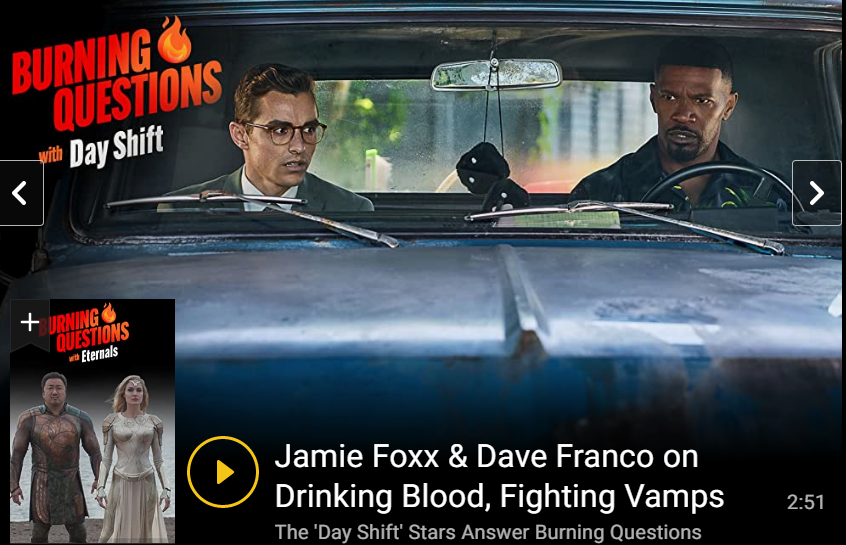 BURNING
QUESTIONS
with Day Shift
BURNING
QUESTIONS
with Eternals
Jamie Foxx & Dave Franco on
Drinking Blood, Fighting Vamps
2:51
The 'Day Shift' Stars Answer Burning Questions